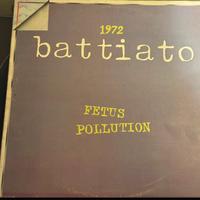 1972
battiato
FETUS
POLLUTION